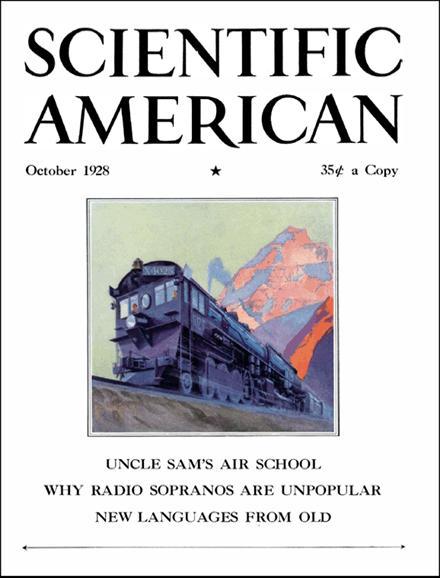 SCIENTIFIC
AMERICAN
October 1928 ★ 35¢ a Copy
UNCLE SAM'S AIR SCHOOL
WHY RADIO SOPRANOS ARE UNPOPULAR
NEW LANGUAGES FROM OLD